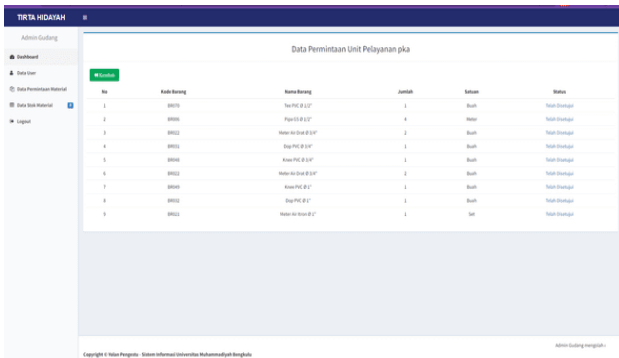 TIRTA HIDAYAH
Admin Gudang
Dashboard
Data User
Data Permintaan Material
Data Stok Material
Logout
Data Permintaan Unit Pelayanan pka
Kembali
No Kode Barang Nama Barang Jumlah Satuan Status
1 BR070 Tee PVC Ø 1/2" 1 Buah Telah Disetujui
2 BR095 Pipa GS Ø 1/2" 4 Meter Telah Disetujui
3 BR022 Meter Air Drat Ø 3/4" 2 Buah Telah Disetujui
4 BR031 Dop PVC Ø 3/4" 1 Buah Telah Disetujui
5 Knee PVC Ø 3/4" 1 Buah Telah Disetujui
6 BR022 Meter Air Drat Ø 3/4" 2 Buah Telah Disetujui
7 BR049 Knee PVC Ø 1" 1 Buah Telah Disetujui
8 BR032 Dop PVC Ø 1" 1 Buah Telah Disetujui
9 BR021 Meter Air Ø 1" 1 Set Telah Disetujui
Admin Gudang
Copyright © Yolan Pengestu - Sistem Informasi Universitas Muhammadiyah Bengkulu